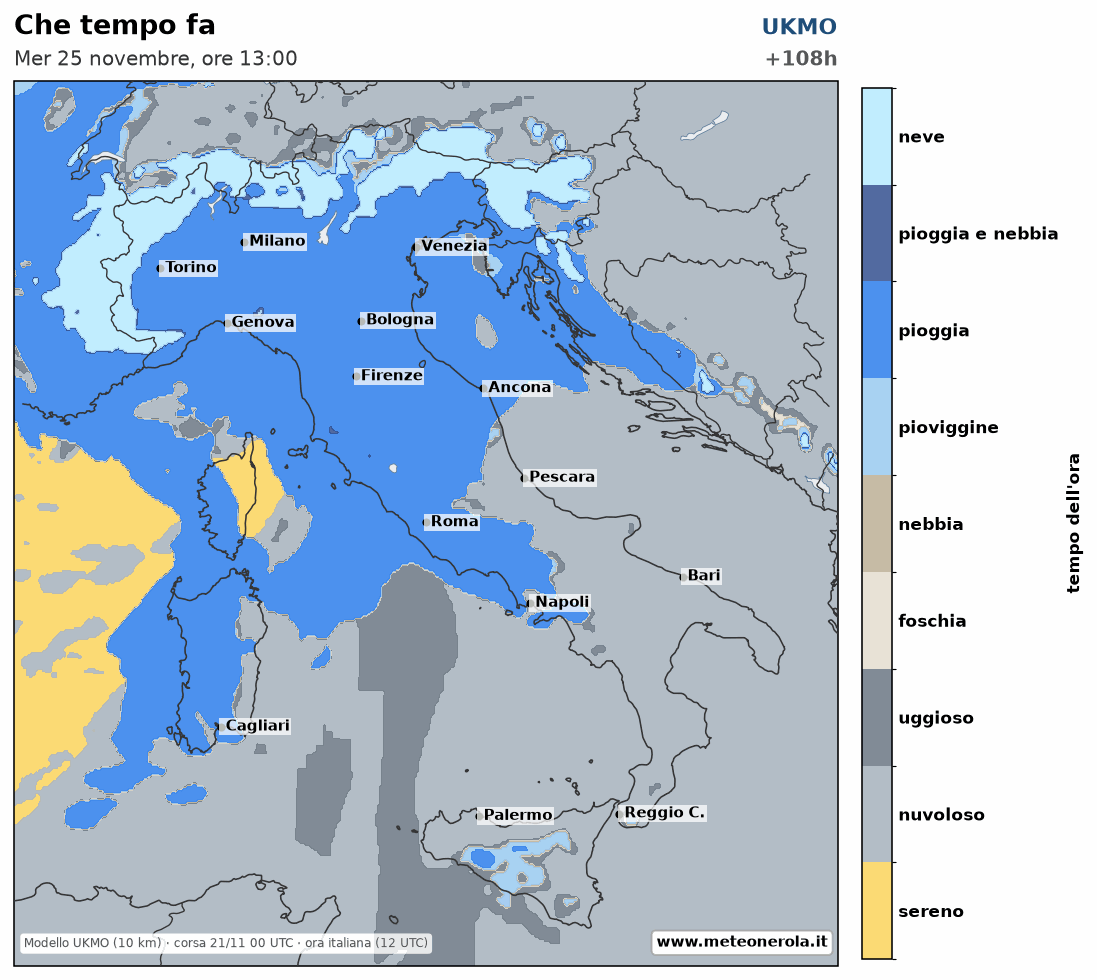 Che tempo fa
UKMO
Mer 25 novembre, ore 13:00
+108h
neve
pioggia e nebbia
pioggia
pioviggine
nebbia
foschia
uggioso
nuvoloso
sereno
tempo dell'ora
Milano
Venezia
Torino
Genova
Bologna
Firenze
Ancona
Pescara
Roma
Bari
Napoli
Cagliari
Palermo
Reggio C.
Modello UKMO (10 km) · corsa 21/11 00 UTC · ora italiana (12 UTC)
www.meteonerola.it